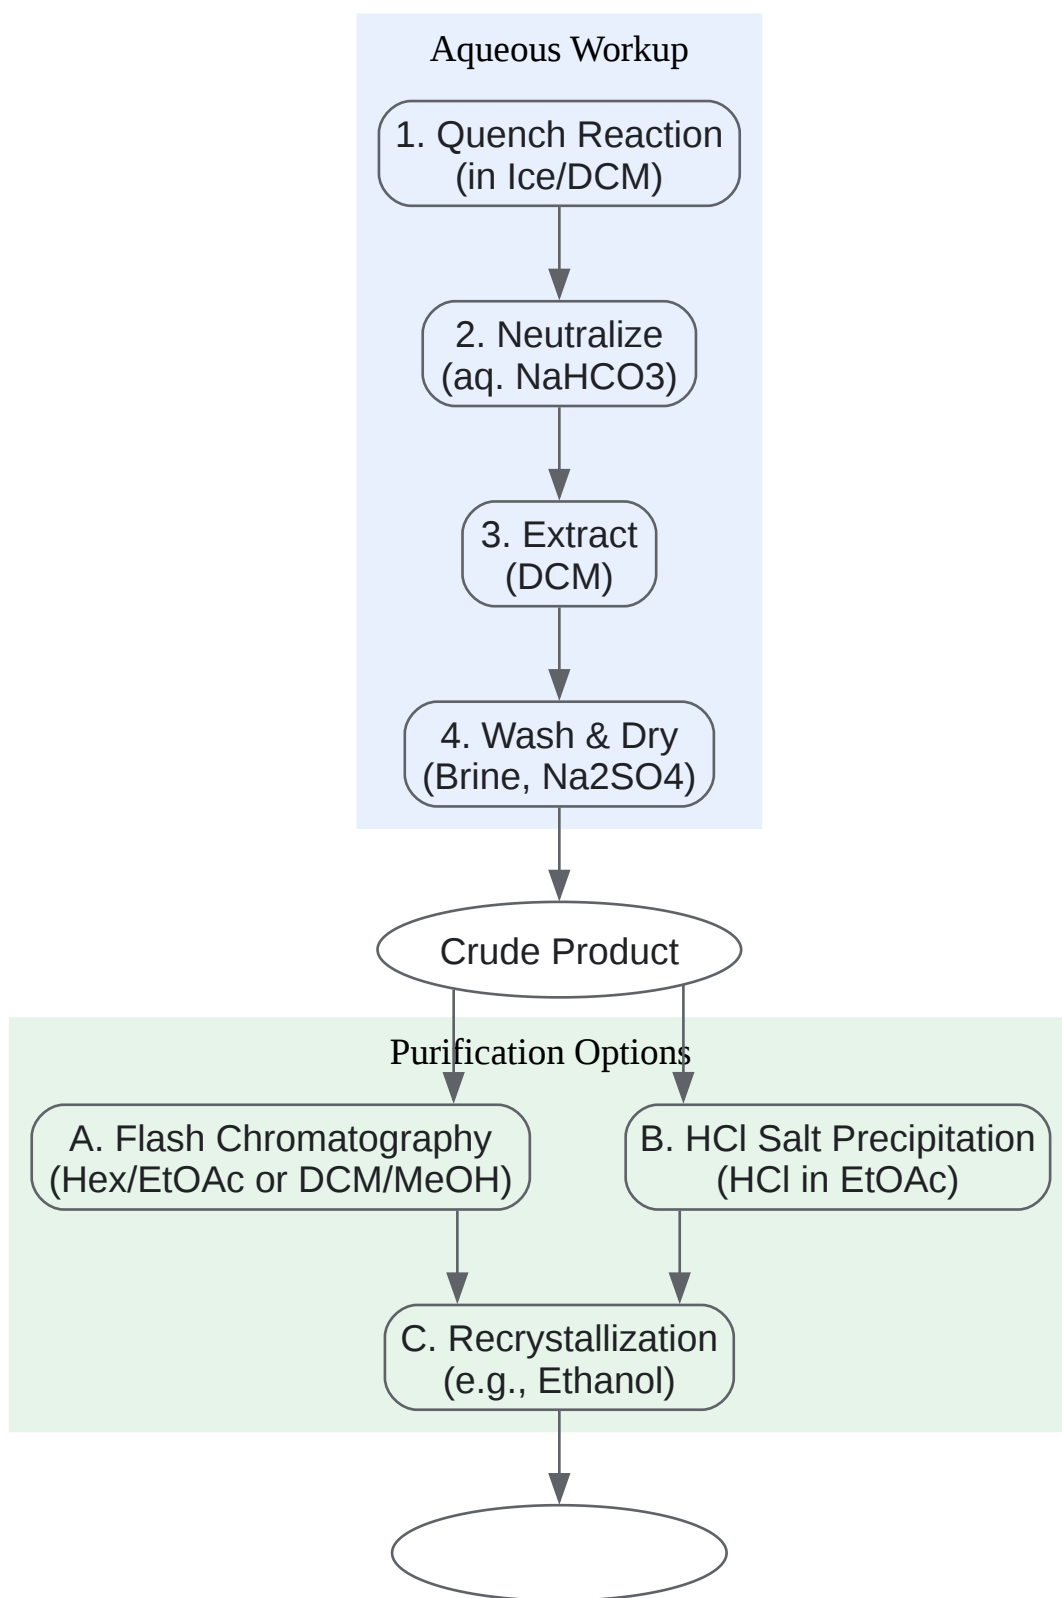 Aqueous Workup
1. Quench Reaction
(in Ice/DCM)
2. Neutralize
(aq. NaHCO3)
3. Extract
(DCM)
4. Wash & Dry
(Brine, Na2SO4)
Crude Product
Purification Options
A. Flash Chromatography
(Hex/EtOAc or DCM/MeOH)
B. HCl Salt Precipitation
(HCl in EtOAc)
C. Recrystallization
(e.g., Ethanol)